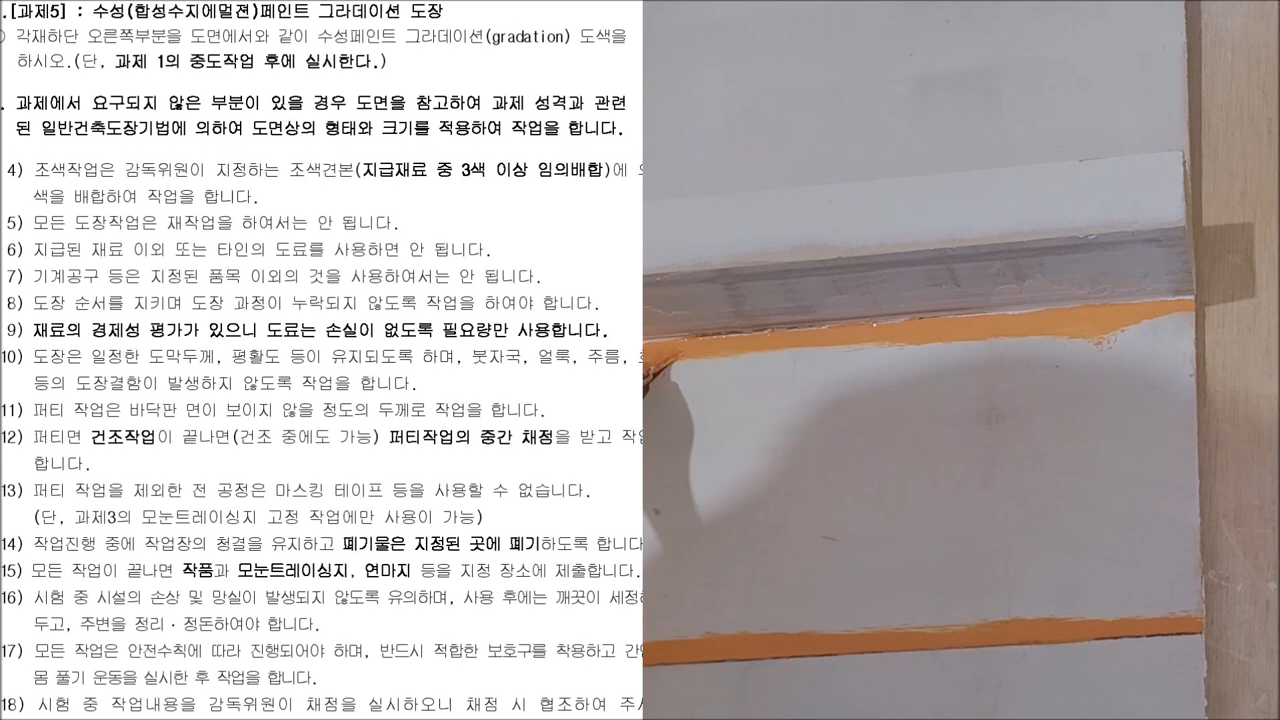 .[과제5] : 수성(합성수지에멀젼)페인트 그라데이션 도장
각재하단 오른쪽부분을 도면에서와 같이 수성페인트 그라데이션(gradation) 도색을
하시오.(단, 과제 1의 중도작업 후에 실시한다.)
. 과제에서 요구되지 않은 부분이 있을 경우 도면을 참고하여 과제 성격과 관련
된 일반건축도장기법에 의하여 도면상의 형태와 크기를 적용하여 작업을 합니다.
4) 조색작업은 감독위원이 지정하는 조색견본(지급재료 중 3색 이상 임의배합)에
색을 배합하여 작업을 합니다.
5) 모든 도장작업은 재작업을 하여서는 안 됩니다.
6) 지급된 재료 이외 또는 타인의 도료를 사용하면 안 됩니다.
7) 기계공구 등은 지정된 품목 이외의 것을 사용하여서는 안 됩니다.
8) 도장 순서를 지키며 도장 과정이 누락되지 않도록 작업을 하여야 합니다.
9) 재료의 경제성 평가가 있으니 도료는 손실이 없도록 필요량만 사용합니다.
10) 도장은 일정한 도막두께, 평활도 등이 유지되도록 하며, 붓자국, 얼룩, 주름,
등의 도장결함이 발생하지 않도록 작업을 합니다.
11) 퍼티 작업은 바닥판 면이 보이지 않을 정도의 두께로 작업을 합니다.
12) 퍼티면 건조작업이 끝나면(건조 중에도 가능) 퍼티작업의 중간 채점을 받고 작업
합니다.
13) 퍼티 작업을 제외한 전 공정은 마스킹 테이프 등을 사용할 수 없습니다.
(단, 과제3의 모눈트레이싱지 고정 작업에만 사용이 가능)
14) 작업진행 중에 작업장의 청결을 유지하고 폐기물은 지정된 곳에 폐기하도록 합니다
15) 모든 작업이 끝나면 작품과 모눈트레이싱지, 연마지 등을 지정 장소에 제출합니다.
16) 시험 중 시설의 손상 및 망실이 발생되지 않도록 유의하며, 사용 후에는 깨끗이 세정하
두고, 주변을 정리·정돈하여야 합니다.
17) 모든 작업은 안전수칙에 따라 진행되어야 하며, 반드시 적합한 보호구를 착용하고 간단
몸 풀기 운동을 실시한 후 작업을 합니다.
18) 시험 중 작업내용을 감독위원이 채점을 실시하오니 채점 시 협조하여 주시